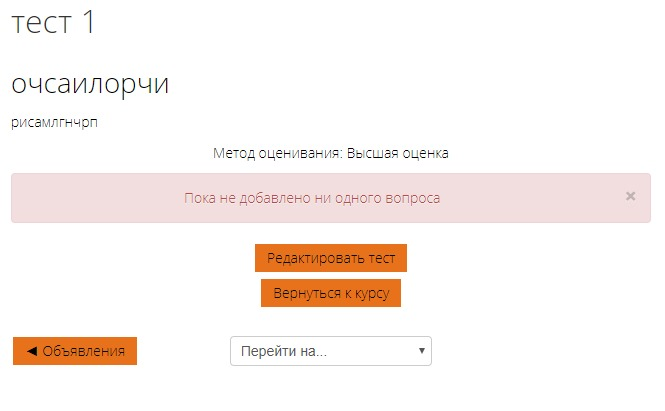 тест 1
очсаилорчи
рисамлгнчрп
Метод оценивания: Высшая оценка
Пока не добавлено ни одного вопроса ×
Редактировать тест
Вернуться к курсу
◄ Объявления Перейти на...